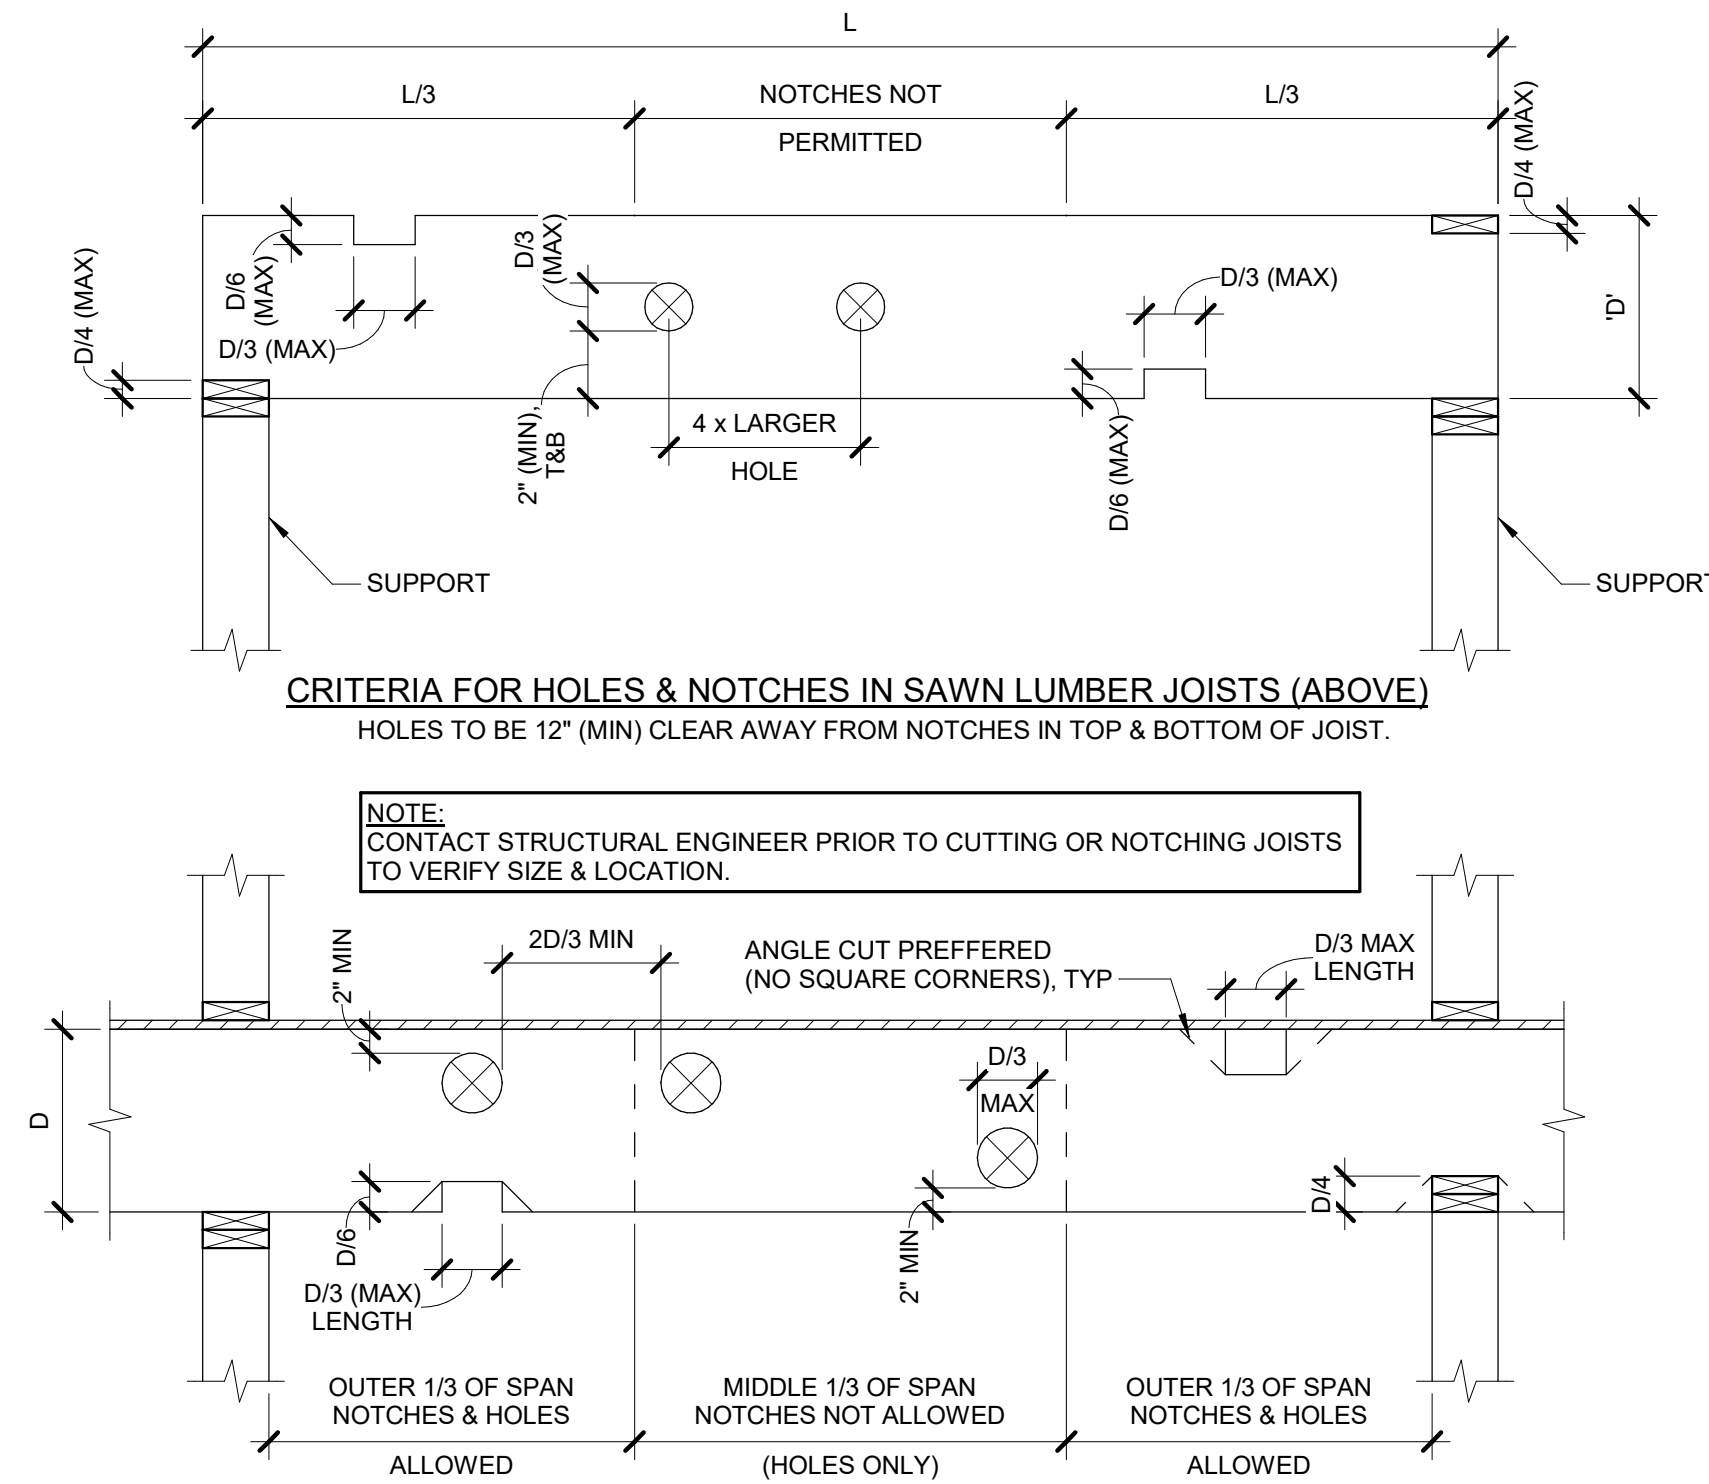 L
L/3
NOTCHES NOT
PERMITTED
L/3
D/4 (MAX)
D/6
(MAX)
D/3 (MAX)
D/4 (MAX)
D/3
(MAX)
2" (MIN),
T&B
4 x LARGER
HOLE
D/3 (MAX)
D/6 (MAX)
'D'
SUPPORT
SUPPORT
CRITERIA FOR HOLES & NOTCHES IN SAWN LUMBER JOISTS (ABOVE)
HOLES TO BE 12" (MIN) CLEAR AWAY FROM NOTCHES IN TOP & BOTTOM OF JOIST.
NOTE:
CONTACT STRUCTURAL ENGINEER PRIOR TO CUTTING OR NOTCHING JOISTS
TO VERIFY SIZE & LOCATION.
2" MIN
2D/3 MIN
ANGLE CUT PREFFERED
(NO SQUARE CORNERS), TYP
D/3 MAX
LENGTH
D
D/3
MAX
D/6
D/3 (MAX)
LENGTH
2" MIN
D/4
OUTER 1/3 OF SPAN
NOTCHES & HOLES
ALLOWED
MIDDLE 1/3 OF SPAN
NOTCHES NOT ALLOWED
(HOLES ONLY)
OUTER 1/3 OF SPAN
NOTCHES & HOLES
ALLOWED